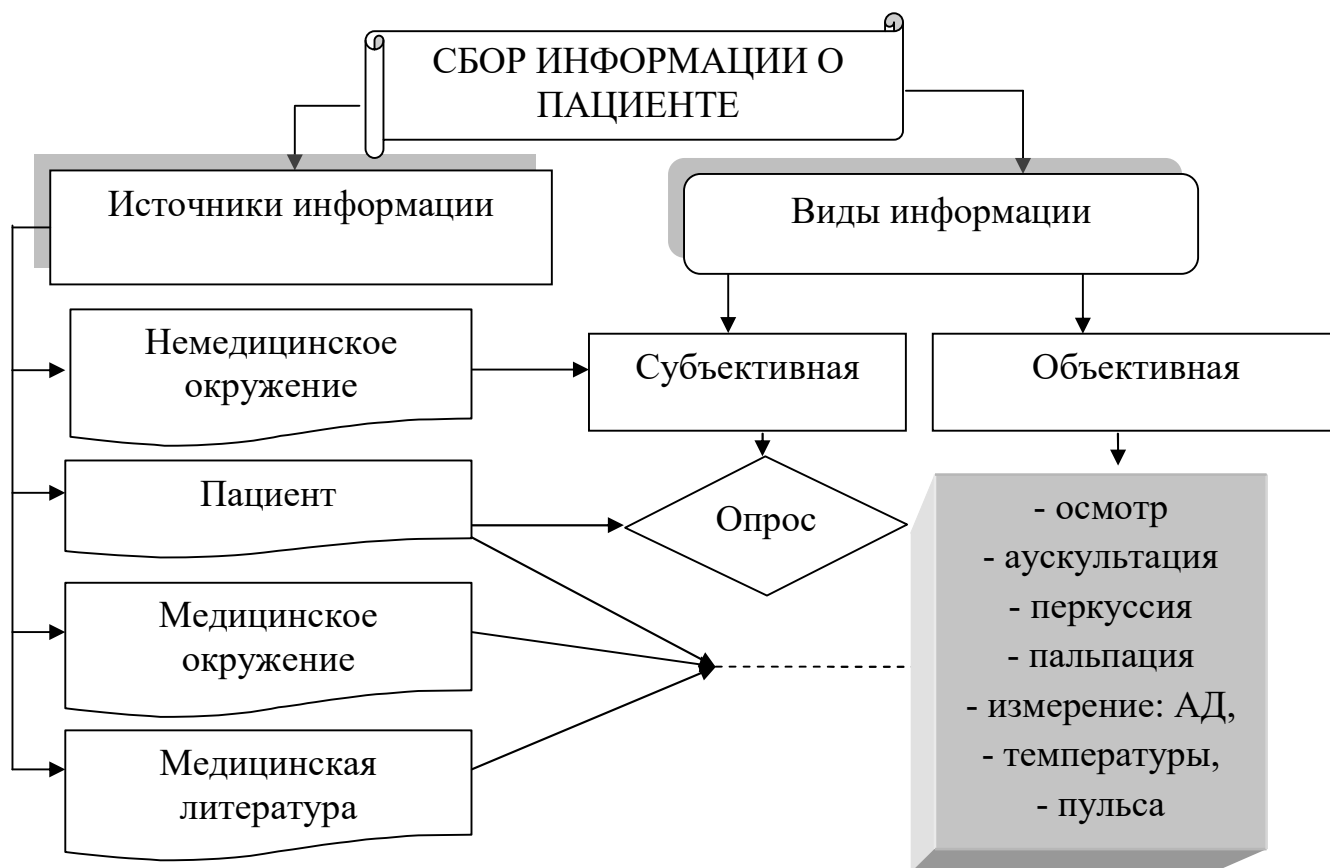 СБОР ИНФОРМАЦИИ О
ПАЦИЕНТЕ
Источники информации
Виды информации
Немедицинское
окружение
Субъективная
Объективная
Пациент
Опрос
Медицинское
окружение
Медицинская
литература
- осмотр
- аускультация
- перкуссия
- пальпация
- измерение: АД,
- температуры,
- пульса